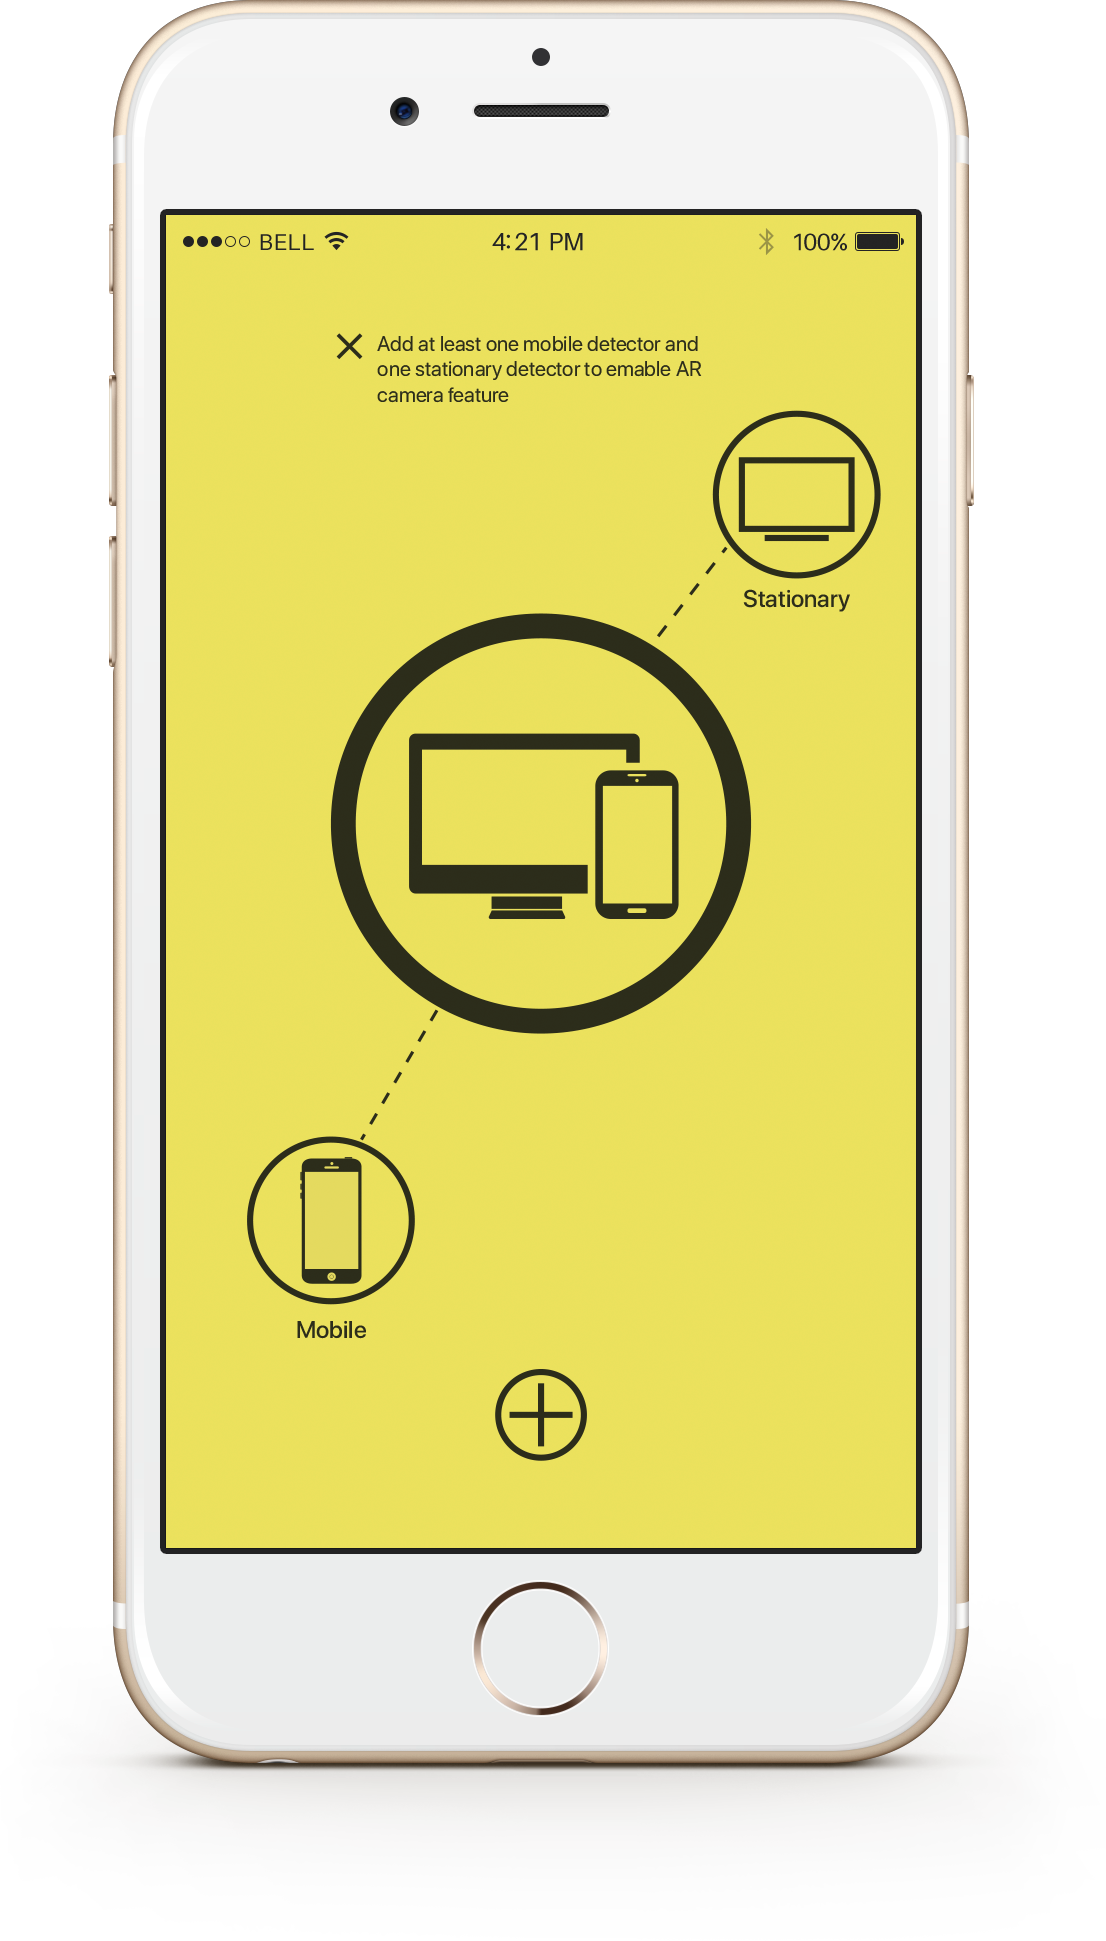 BELL 4:21 PM 100%
Add at least one mobile detector and
one stationary detector to emable AR
camera feature
Stationary
Mobile